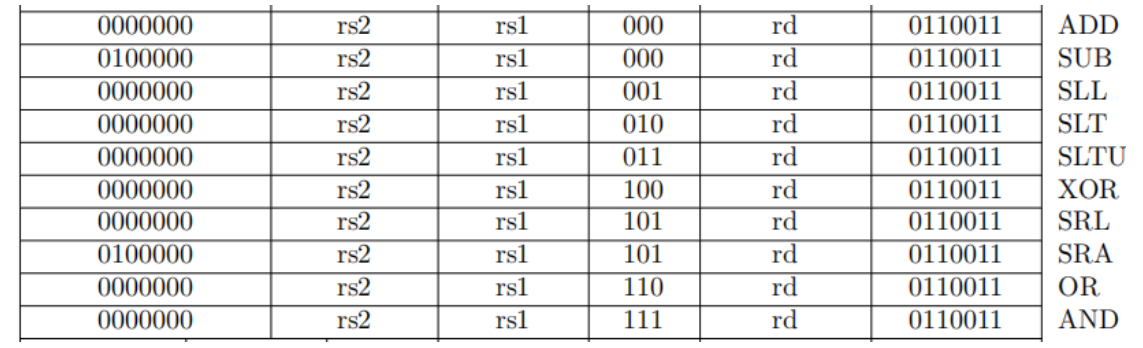 0000000 rs2 rs1 000 rd 0110011 ADD
0100000 rs2 rs1 000 rd 0110011 SUB
0000000 rs2 rs1 001 rd 0110011 SLL
0000000 rs2 rs1 010 rd 0110011 SLT
0000000 rs2 rs1 011 rd 0110011 SLTU
0000000 rs2 rs1 100 rd 0110011 XOR
0000000 rs2 rs1 101 rd 0110011 SRL
0100000 rs2 rs1 101 rd 0110011 SRA
0000000 rs2 rs1 110 rd 0110011 OR
0000000 rs2 rs1 111 rd 0110011 AND